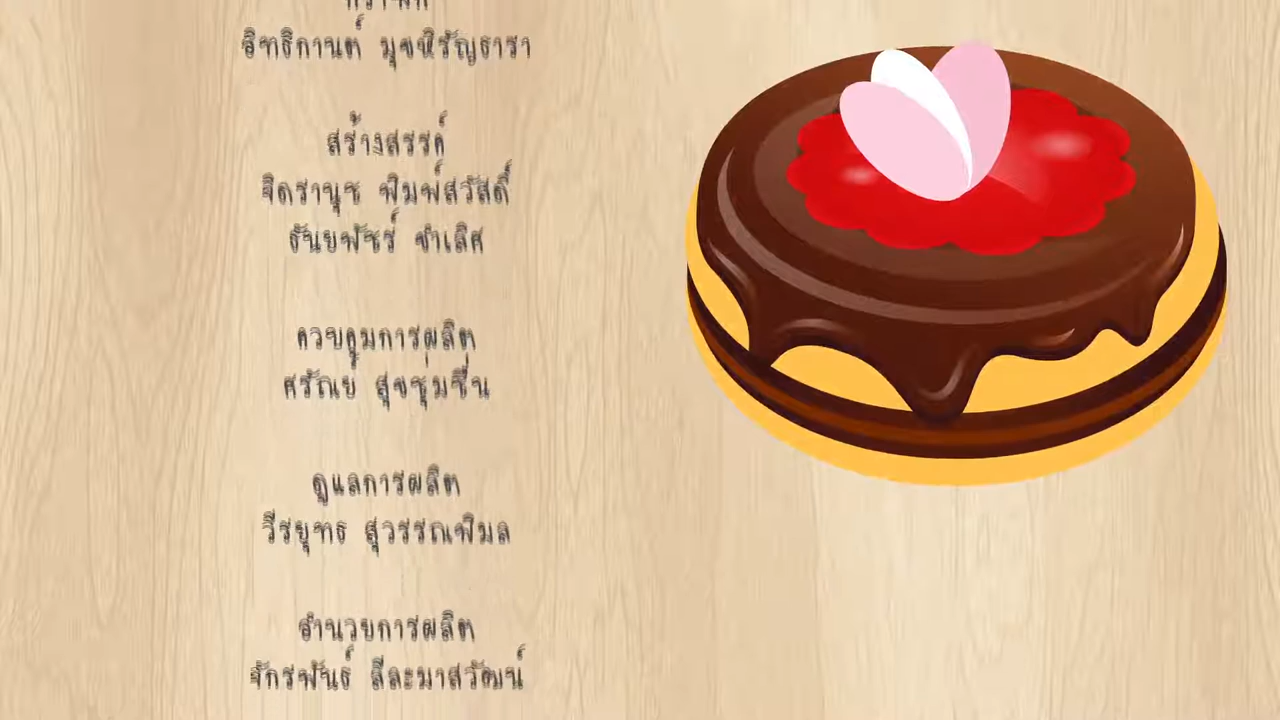 อิทธิกานต์ มุขหิรัญธารา
สร้างสรรค์
จิดรานุช พิมพ์สวัสดิ์
ธันยพัชร์ ชำเลิศ
ควบคุมการผลิต
ศรัณย์ สุขชุ่มชื่น
ดูแลการผลิต
วีรยุทธ สุวรรณพิมล
อำนวยการผลิต
จักรพันธ์ ลีละมาสวัฒน์